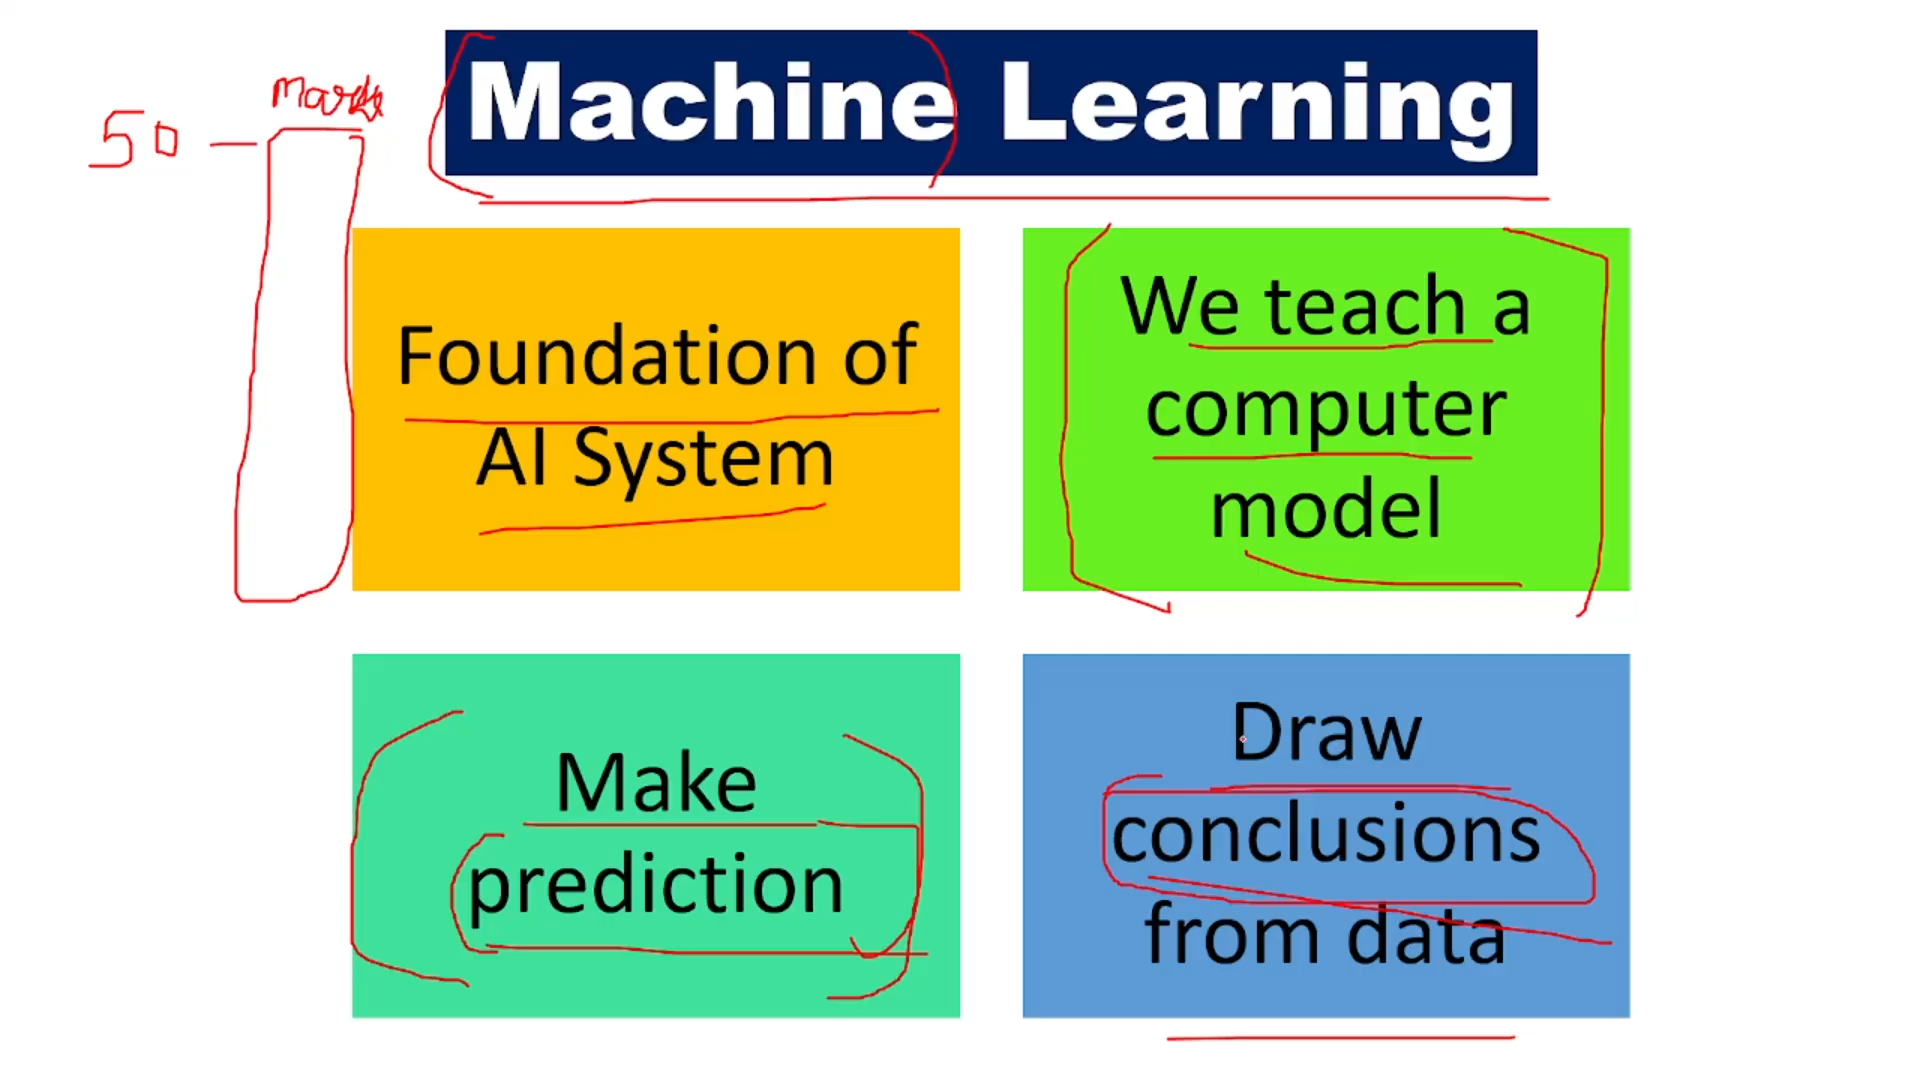 Machine Learning
marks
50
Foundation of
AI System
We teach a
computer
model
Make
prediction
Draw
conclusions
from data